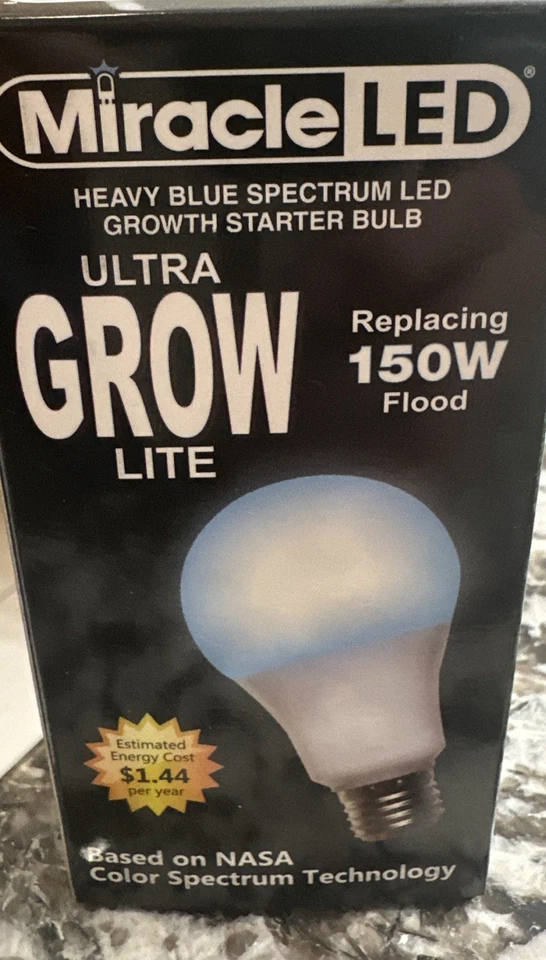 MiracleLED®
HEAVY BLUE SPECTRUM LED
GROWTH STARTER BULB
ULTRA
GROW
LITE
Replacing
150W
Flood
Estimated
Energy Cost
$1.44
per year
Based on NASA
Color Spectrum Technology